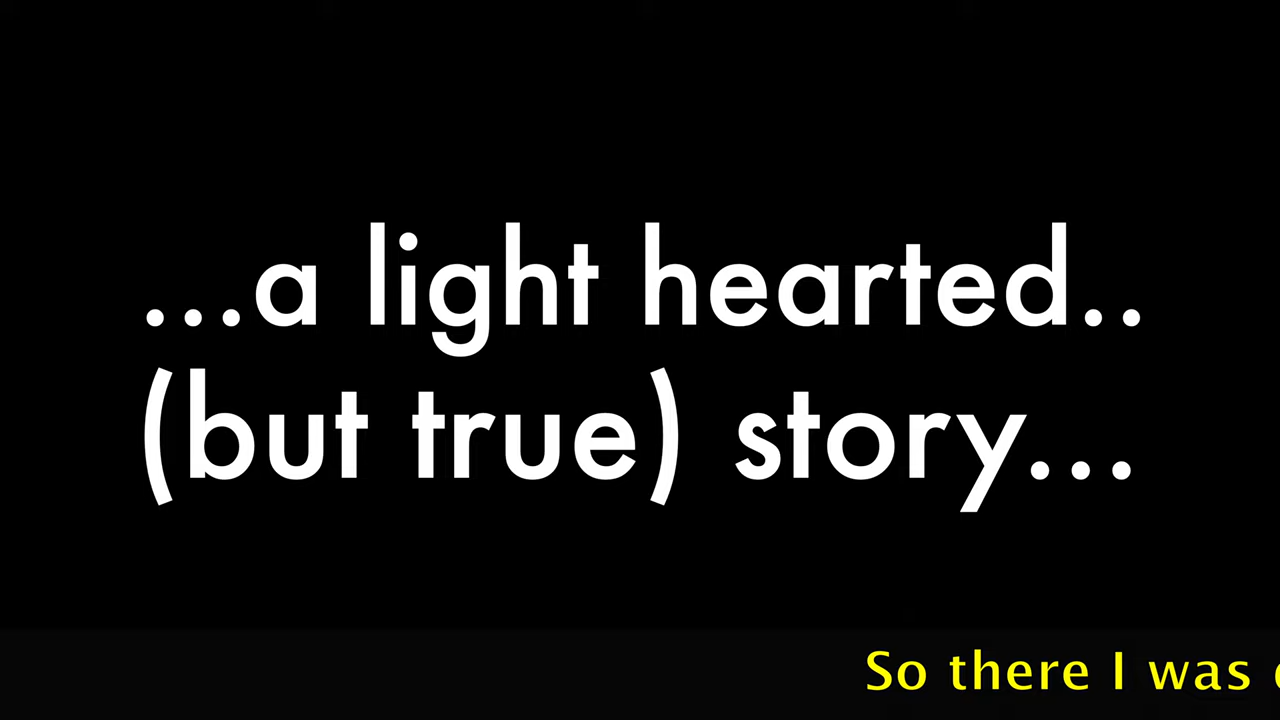 ...a light hearted..
(but true) story...
So there I was